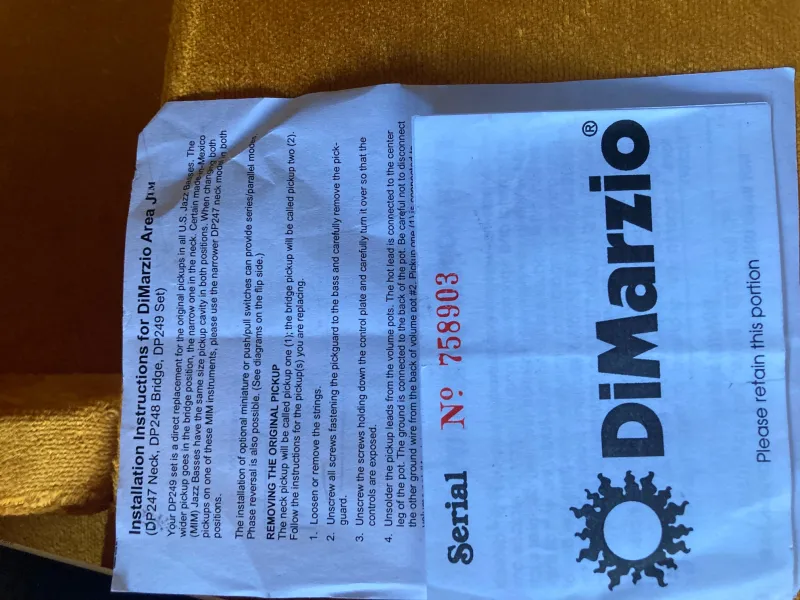 Installation Instructions for DiMarzio Area J™
(DP247 Neck, DP248 Bridge, DP249 Set)
Your DP249 set is a direct replacement for the original pickups in all U.S. Jazz Basses. The
wider pickup goes in the bridge position, the narrow one in the neck. Certain made-in-Mexico
(MIM) Jazz Basses have the same size pickup cavity in both positions. When changing both
pickups on one of these MIM instruments, please use the narrower DP247 neck model in both
positions.
The installation of optional miniature or push/pull switches can provide series/parallel modes.
Phase reversal is also possible. (See diagrams on the flip side.)
REMOVING THE ORIGINAL PICKUP
The neck pickup will be called pickup one (1); the bridge pickup will be called pickup two (2).
Follow the instructions for the pickup(s) you are replacing.
1. Loosen or remove the strings.
2. Unscrew all screws fastening the pickguard to the bass and carefully remove the pick-
guard.
3. Unscrew the screws holding down the control plate and carefully turn it over so that the
controls are exposed.
4. Unsolder the pickup leads from the volume pots. The hot lead is connected to the center
leg of the pot. The ground is connected to the back of the pot. Be careful not to disconnect
the other ground wire from the back of volume pot #2. Pickup one (1) is connected
Serial Nº 758903
DiMarzio®
Please retain this portion